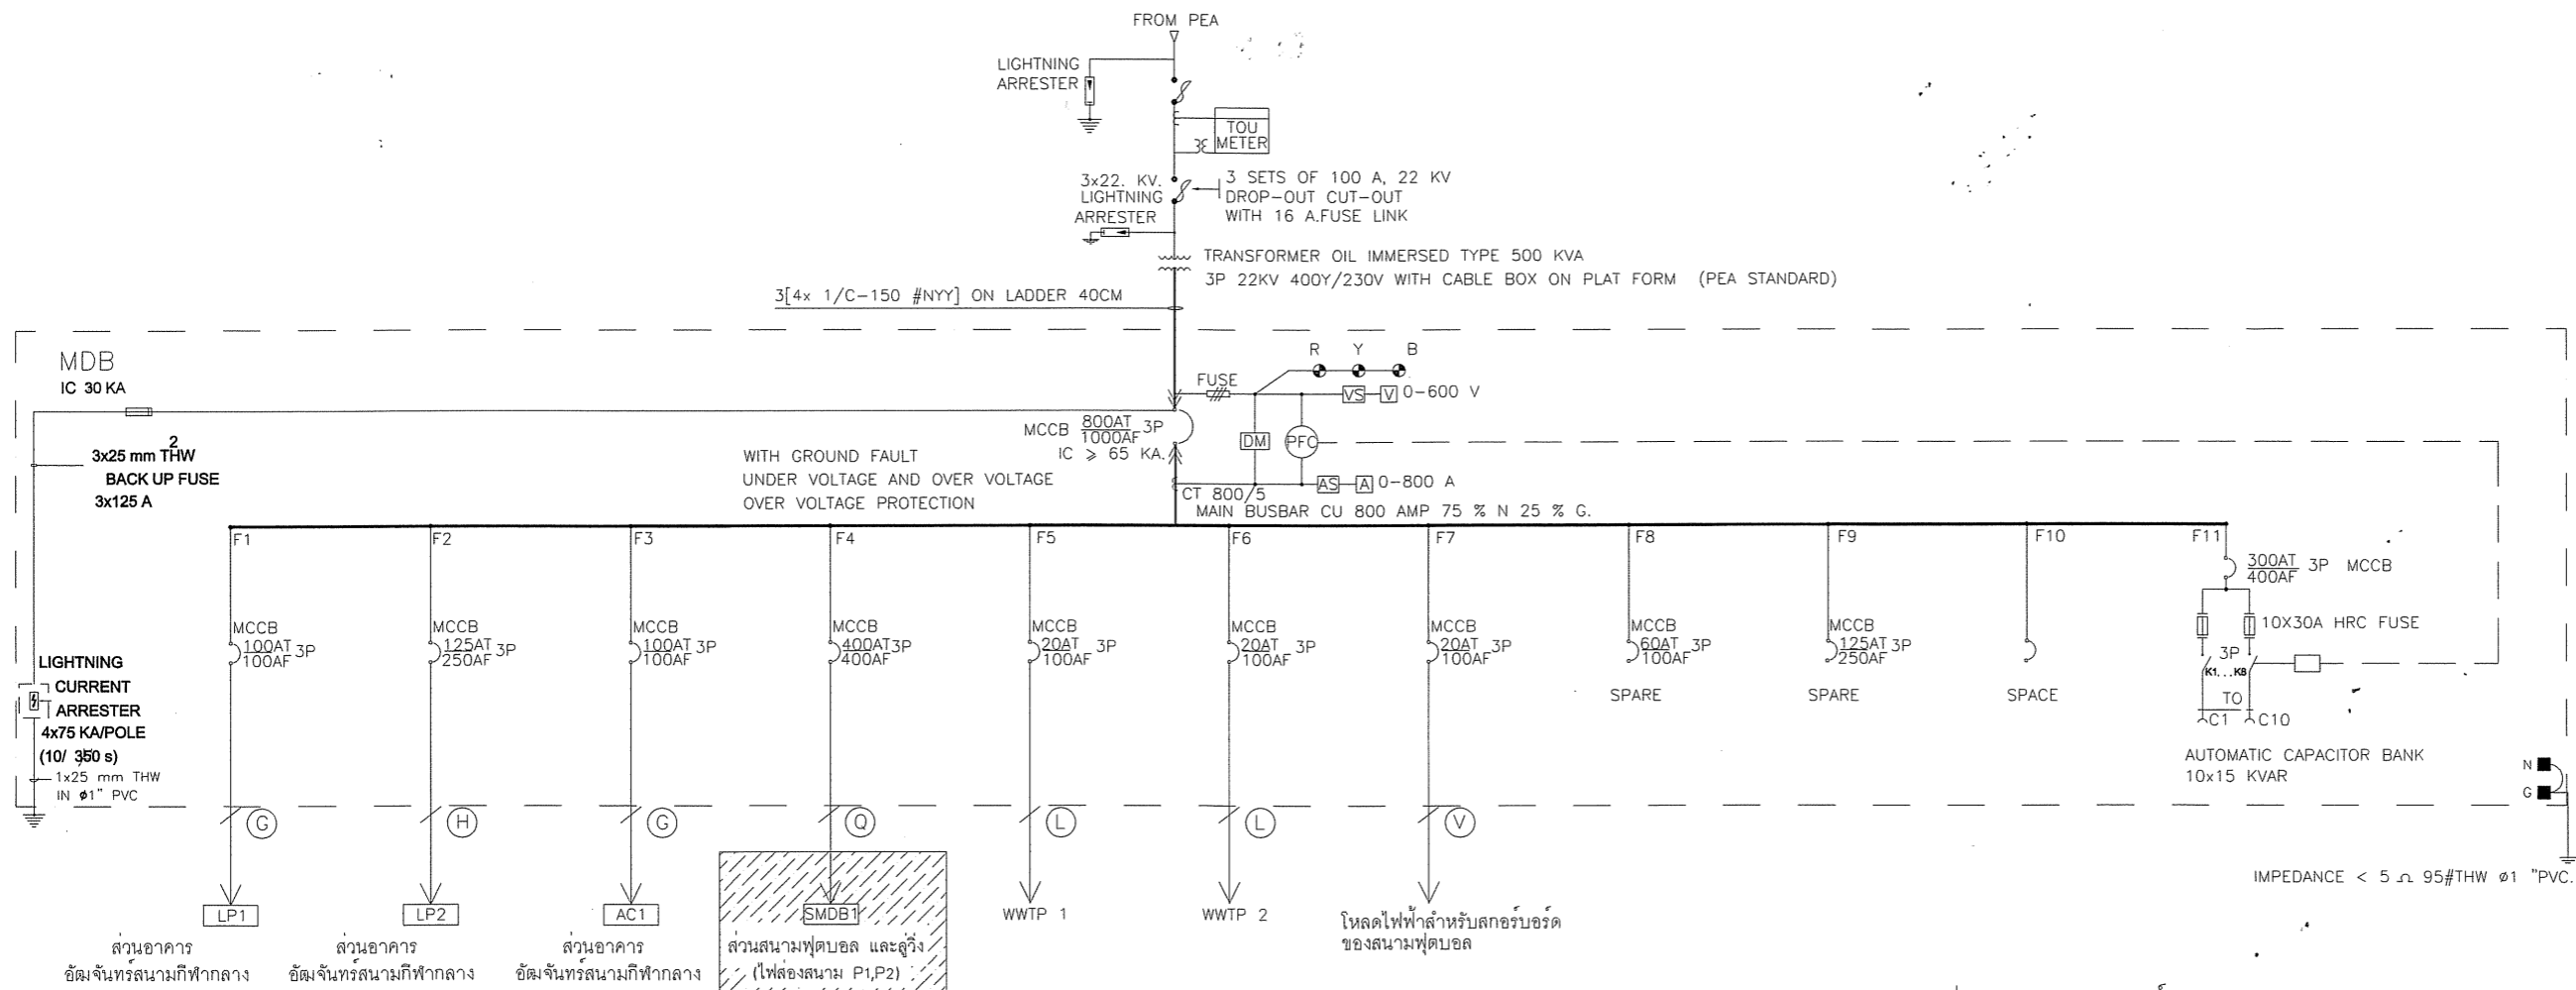 FROM PEA
LIGHTNING
ARRESTER
TOU
METER
3x22. KV.
LIGHTNING
ARRESTER
3 SETS OF 100 A, 22 KV
DROP-OUT CUT-OUT
WITH 16 A.FUSE LINK
TRANSFORMER OIL IMMERSED TYPE 500 KVA
3P 22KV 400Y/230V WITH CABLE BOX ON PLAT FORM (PEA STANDARD)
3[4x 1/C-150 #NYY] ON LADDER 40CM
MDB
IC 30 KA
R Y B
FUSE
VS V 0-600 V
MCCB 800AT 3P
1000AF
IC ⩾ 65 KA.
DM PFC
WITH GROUND FAULT
UNDER VOLTAGE AND OVER VOLTAGE
OVER VOLTAGE PROTECTION
AS A 0-800 A
CT 800/5
MAIN BUSBAR CU 800 AMP 75 % N 25 % G.
3x25 mm² THW
BACK UP FUSE
3x125 A
F1 F2 F3 F4 F5 F6 F7 F8 F9 F10 F11
300AT 3P MCCB
400AF
10X30A HRC FUSE
MCCB
100AT 3P
100AF
MCCB
125AT 3P
250AF
MCCB
100AT 3P
100AF
MCCB
400AT 3P
400AF
MCCB
20AT 3P
100AF
MCCB
20AT 3P
100AF
MCCB
20AT 3P
100AF
MCCB
60AT 3P
100AF
SPARE
MCCB
125AT 3P
250AF
SPARE
SPACE
3P
K1...K8
TO
C1 C10
AUTOMATIC CAPACITOR BANK
10x15 KVAR
LIGHTNING
CURRENT
ARRESTER
4x75 KA/POLE
(10/ 350 s)
1x25 mm THW
IN ø1" PVC
N
G
G H G Q L L V
IMPEDANCE < 5 Ω 95#THW ø1 "PVC.
LP1
ส่วนอาคาร
อัฒจันทร์สนามกีฬากลาง
LP2
ส่วนอาคาร
อัฒจันทร์สนามกีฬากลาง
AC1
ส่วนอาคาร
อัฒจันทร์สนามกีฬากลาง
SMDB1
ส่วนสนามฟุตบอล และลู่วิ่ง
(ไฟส่องสนาม P1,P2)
WWTP 1
WWTP 2
โหลดไฟฟ้าสำหรับสกอร์บอร์ด
ของสนามฟุตบอล